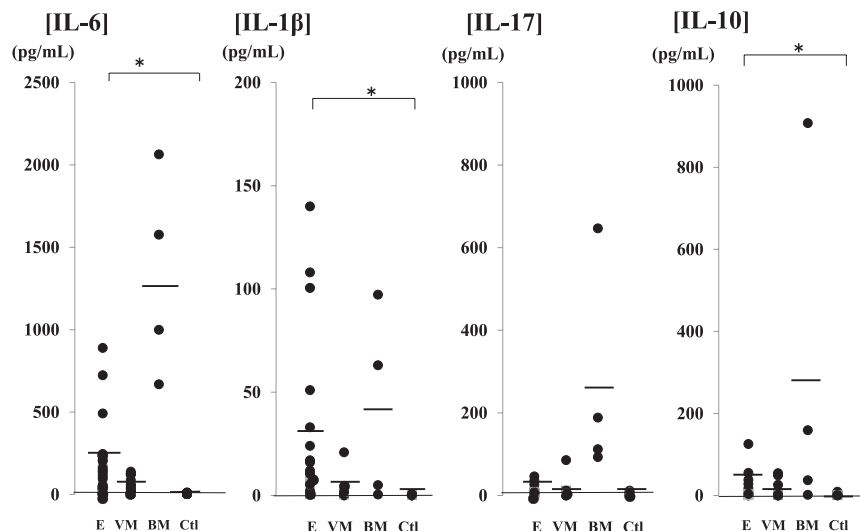 [IL-6] [IL-1β] [IL-17] [IL-10]
(pg/mL) (pg/mL) (pg/mL) (pg/mL)
* * *
2500 200 1000 1000
2000 150 800 800
1500 600 600
100
1000 400 400
500 50 200 200
0 0 0 0
E VM BM Ctl E VM BM Ctl E VM BM Ctl E VM BM Ctl